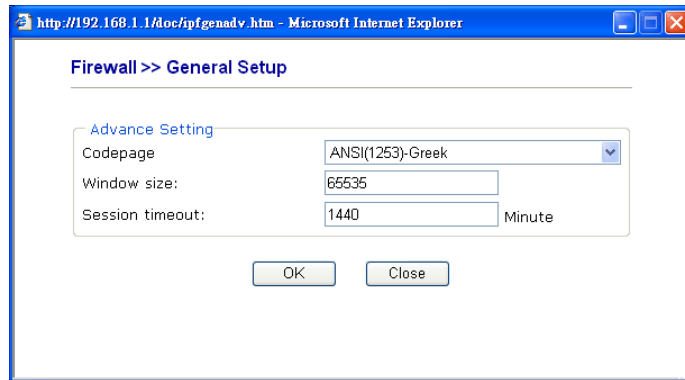 http://192.168.1.1/doc/ipfgenadv.htm - Microsoft Internet Explorer
Firewall >> General Setup
Advance Setting
Codepage ANSI(1253)-Greek
Window size: 65535
Session timeout: 1440 Minute
OK Close